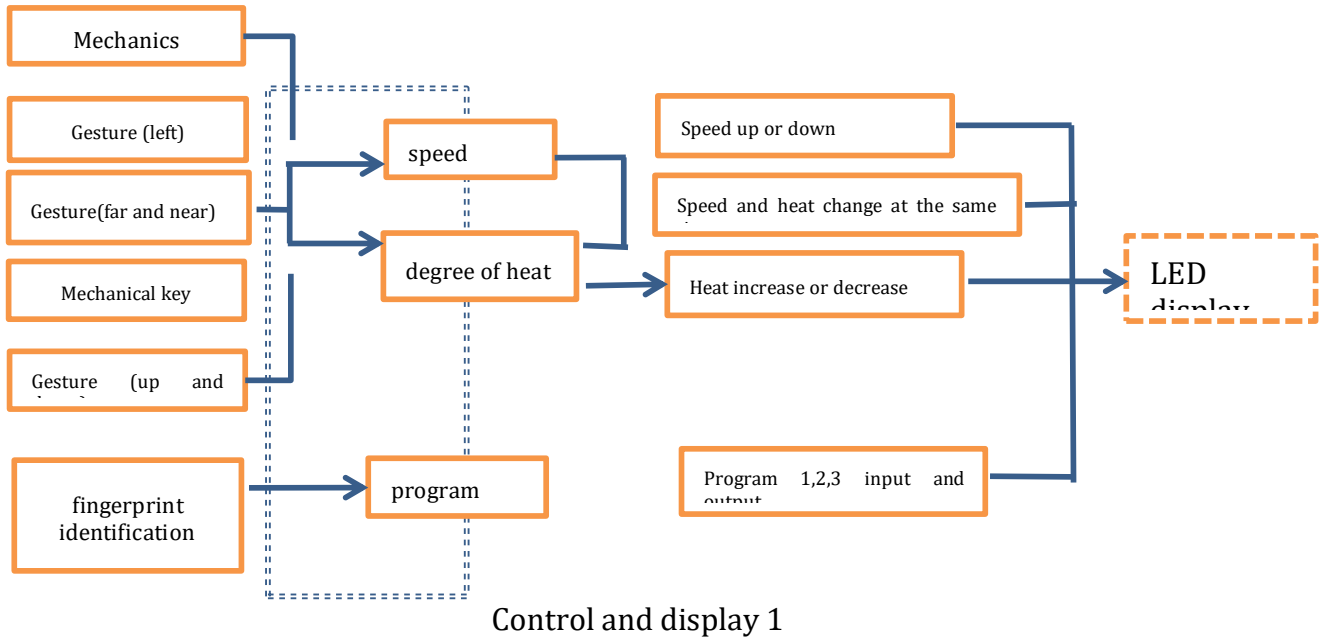 Mechanics
Gesture (left)
Gesture(far and near)
Mechanical key
Gesture (up and
fingerprint
identification
speed
degree of heat
program
Speed up or down
Speed and heat change at the same
Heat increase or decrease
Program 1,2,3 input and
output
LED
display
Control and display 1